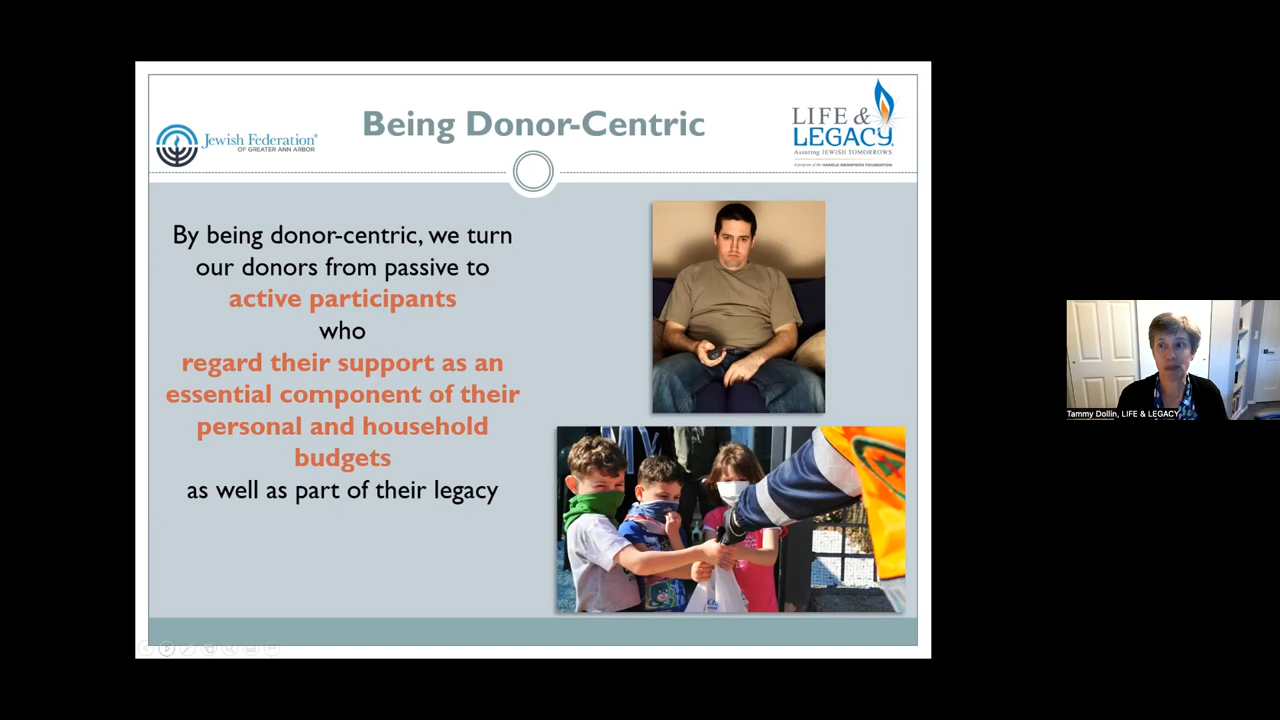 Being Donor-Centric
Jewish Federation®
OF GREATER ANN ARBOR
LIFE &
LEGACY
Assuring JEWISH TOMORROWS
A program of the HAROLD GRINSPOON FOUNDATION
By being donor-centric, we turn
our donors from passive to
active participants
who
regard their support as an
essential component of their
personal and household
budgets
as well as part of their legacy
Tammy Dollin, LIFE & LEGACY